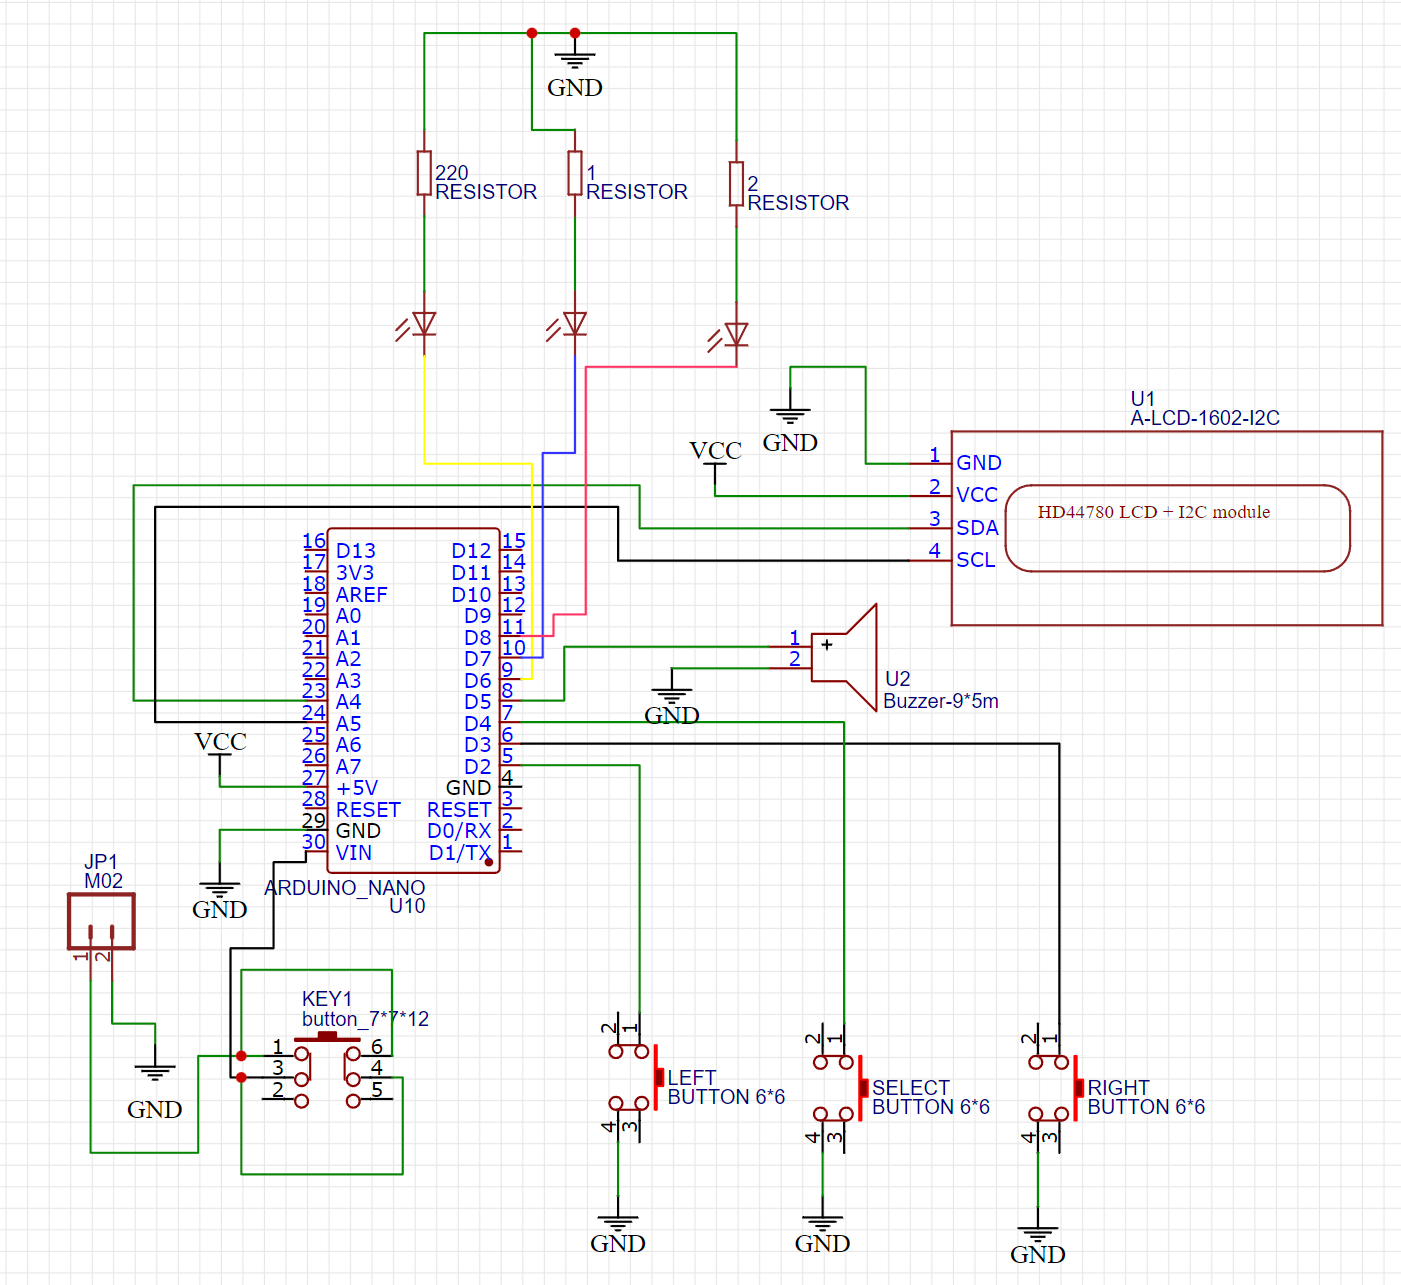 GND
220
RESISTOR
1
RESISTOR
2
RESISTOR
GND
VCC
U1
A-LCD-1602-I2C
1 GND
2 VCC
3 SDA
4 SCL
HD44780 LCD + I2C module
16 D13 D12 15
17 3V3 D11 14
18 AREF D10 13
19 A0 D9 12
20 A1 D8 11
21 A2 D7 10
22 A3 D6 9
23 A4 D5 8
24 A5 D4 7
25 A6 D3 6
26 A7 D2 5
27 +5V GND 4
28 RESET RESET 3
29 GND D0/RX 2
30 VIN D1/TX 1
ARDUINO_NANO
U10
VCC
GND
1
2
+
U2
Buzzer-9*5m
GND
JP1
M02
1 2
GND
KEY1
button_7*7*12
1 6
3 4
2 5
2 1
LEFT
BUTTON 6*6
4 3
GND
2 1
SELECT
BUTTON 6*6
4 3
GND
2 1
RIGHT
BUTTON 6*6
4 3
GND